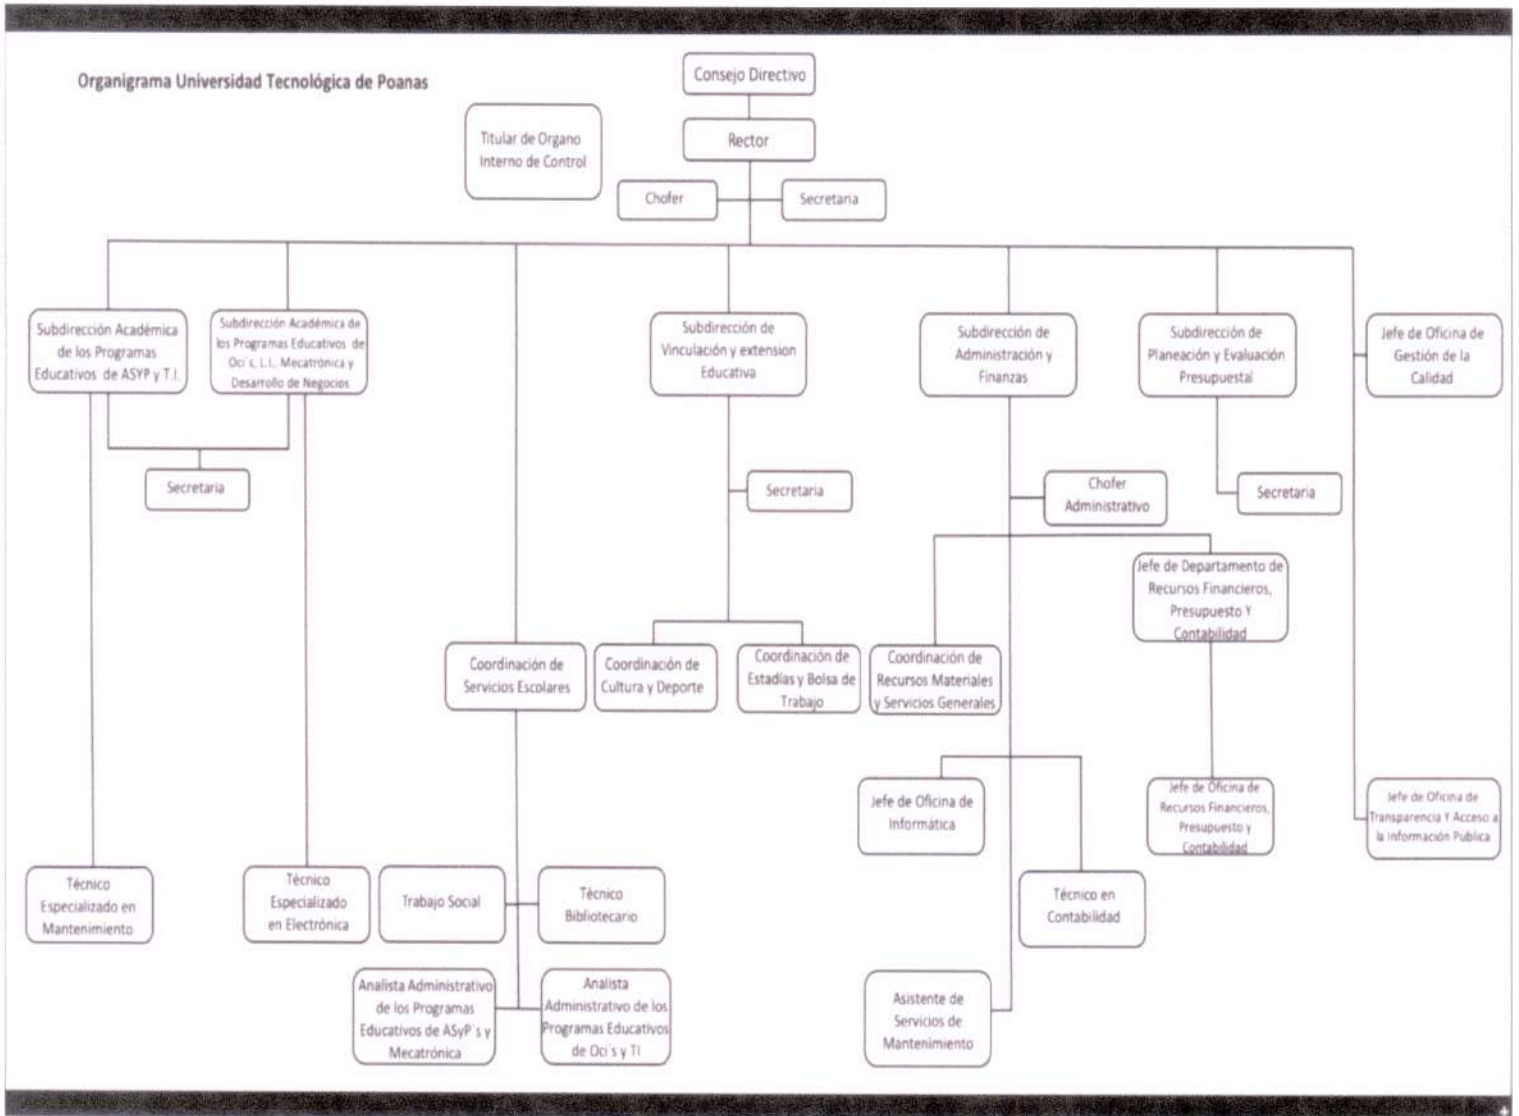 Organigrama Universidad Tecnológica de Poanas
Consejo Directivo
Titular de Organo
Interno de Control
Rector
Chofer
Secretaria
Subdirección Académica
de los Programas
Educativos de ASYP y T.I.
Subdirección Académica de
los Programas Educativos de
Oci´s, L.I., Mecatrónica y
Desarrollo de Negocios
Subdirección de
Vinculación y extension
Educativa
Subdirección de
Administración y
Finanzas
Subdirección de
Planeación y Evaluación
Presupuestal
Jefe de Oficina de
Gestión de la
Calidad
Secretaria
Secretaria
Chofer
Administrativo
Secretaria
Jefe de Departamento de
Recursos Financieros,
Presupuesto Y
Contabilidad
Coordinación de
Servicios Escolares
Coordinación de
Cultura y Deporte
Coordinación de
Estadías y Bolsa de
Trabajo
Coordinación de
Recursos Materiales
y Servicios Generales
Jefe de Oficina de
Informática
Jefe de Oficina de
Recursos Financieros,
Presupuesto y
Contabilidad
Jefe de Oficina de
Transparencia Y Acceso a
la Información Publica
Técnico
Especializado en
Mantenimiento
Técnico
Especializado
en Electrónica
Trabajo Social
Técnico
Bibliotecario
Técnico en
Contabilidad
Analista Administrativo
de los Programas
Educativos de ASyP´s y
Mecatrónica
Analista
Administrativo de los
Programas Educativos
de Oci´s y TI
Asistente de
Servicios de
Mantenimiento